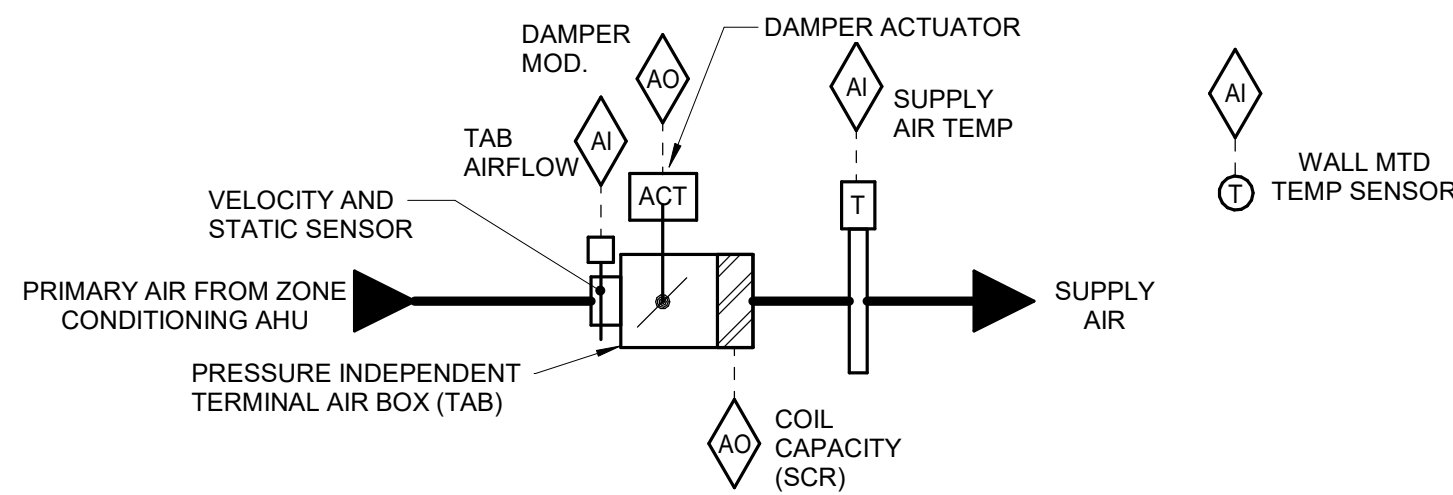 DAMPER
MOD.
AO
DAMPER ACTUATOR
AI
SUPPLY
AIR TEMP
AI
TAB
AIRFLOW
AI
ACT
T
WALL MTD
TEMP SENSOR
T
VELOCITY AND
STATIC SENSOR
PRIMARY AIR FROM ZONE
CONDITIONING AHU
SUPPLY
AIR
PRESSURE INDEPENDENT
TERMINAL AIR BOX (TAB)
AO
COIL
CAPACITY
(SCR)